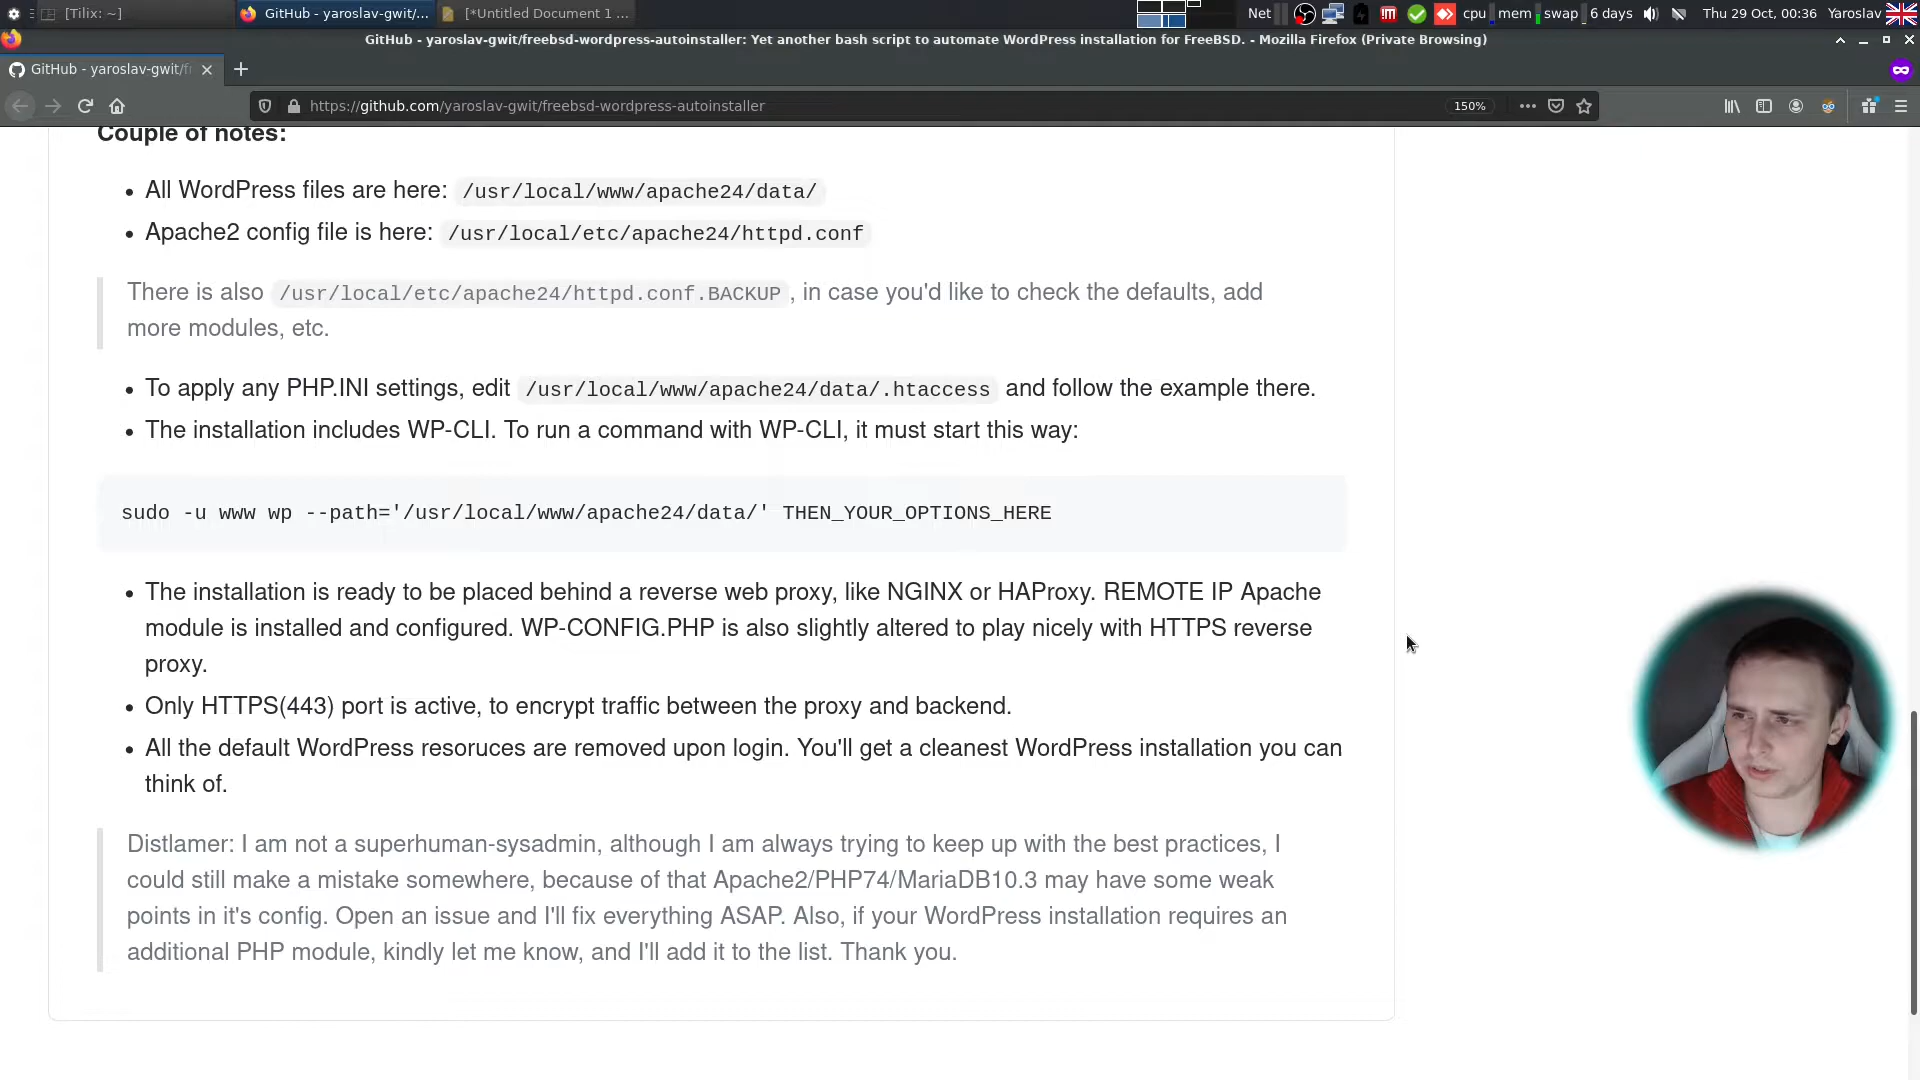 [Tilix: ~]
GitHub - yaroslav-gwit/...
[*Untitled Document 1 ...
Net
cpu
mem
swap
6 days
Thu 29 Oct, 00:36
Yaroslav
GitHub - yaroslav-gwit/freebsd-wordpress-autoinstaller: Yet another bash script to automate WordPress installation for FreeBSD. - Mozilla Firefox (Private Browsing)
GitHub - yaroslav-gwit/fr
https://github.com/yaroslav-gwit/freebsd-wordpress-autoinstaller
150%
Couple of notes:
All WordPress files are here: /usr/local/www/apache24/data/
Apache2 config file is here: /usr/local/etc/apache24/httpd.conf
There is also /usr/local/etc/apache24/httpd.conf.BACKUP, in case you'd like to check the defaults, add
more modules, etc.
To apply any PHP.INI settings, edit /usr/local/www/apache24/data/.htaccess and follow the example there.
The installation includes WP-CLI. To run a command with WP-CLI, it must start this way:
sudo -u www wp --path='/usr/local/www/apache24/data/' THEN_YOUR_OPTIONS_HERE
The installation is ready to be placed behind a reverse web proxy, like NGINX or HAProxy. REMOTE IP Apache
module is installed and configured. WP-CONFIG.PHP is also slightly altered to play nicely with HTTPS reverse
proxy.
Only HTTPS(443) port is active, to encrypt traffic between the proxy and backend.
All the default WordPress resoruces are removed upon login. You'll get a cleanest WordPress installation you can
think of.
Distlamer: I am not a superhuman-sysadmin, although I am always trying to keep up with the best practices, I
could still make a mistake somewhere, because of that Apache2/PHP74/MariaDB10.3 may have some weak
points in it's config. Open an issue and I'll fix everything ASAP. Also, if your WordPress installation requires an
additional PHP module, kindly let me know, and I'll add it to the list. Thank you.